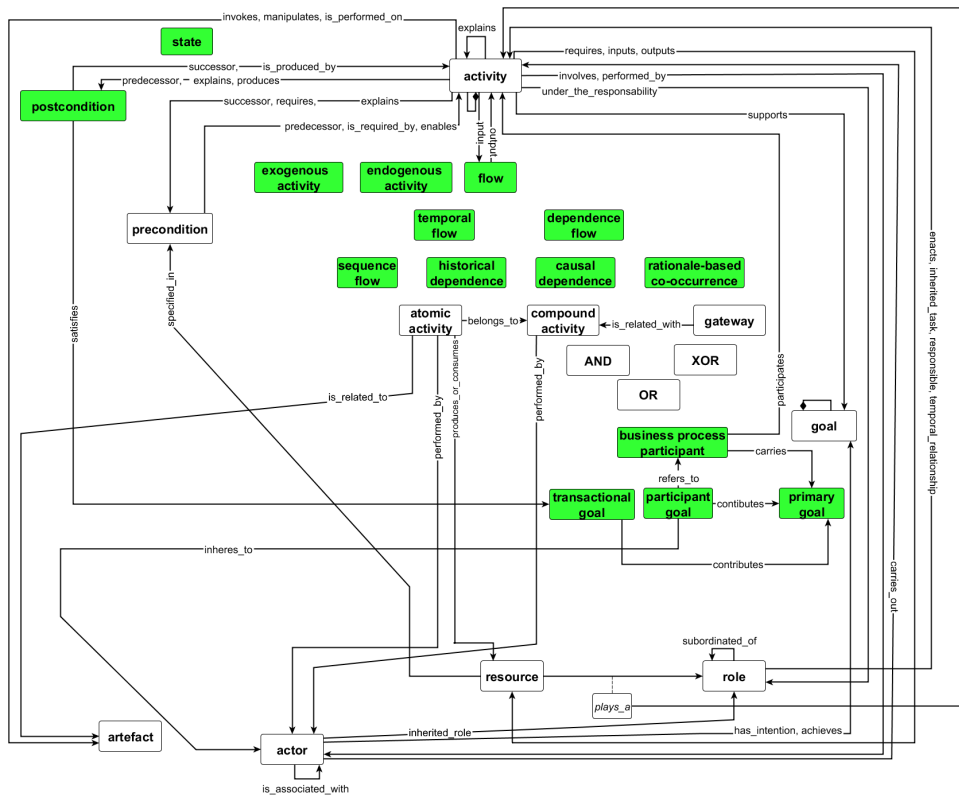 invokes, manipulates, is_performed_on
explains
state
requires, inputs, outputs
successor, is_produced_by
activity
involves, performed_by
predecessor, explains, produces
under_the_responsability
postcondition
successor, requires, explains
supports
predecessor, is_required_by, enables
input
output
exogenous
activity
endogenous
activity
flow
precondition
temporal
flow
dependence
flow
enacts, inherited_task, responsible, temporal_relationship
sequence
flow
historical
dependence
causal
dependence
rationale-based
co-occurrence
specified_in
satisfies
atomic
activity
belongs_to
compound
activity
is_related_with
gateway
AND
XOR
OR
produces_or_consumes
performed_by
performed_by
participates
is_related_to
goal
business process
participant
carries
refers_to
transactional
goal
participant
goal
contibutes
primary
goal
inheres_to
contributes
carries_out
subordinated_of
resource
role
plays_a
artefact
actor
inherited_role
has_intention, achieves
is_associated_with